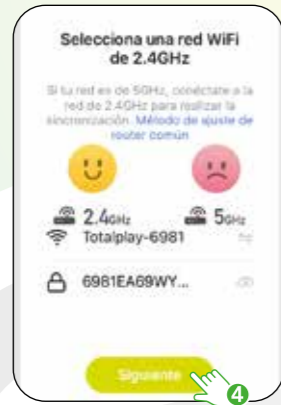 Selecciona una red WiFi
de 2.4GHz
Si tu red es de 5GHz, conéctate a la
red de 2.4GHz para realizar la
sincronización. Método de ajuste de
router común
2.4GHz
5GHz
Totalplay-6981
6981EA69WY...
Siguiente
4